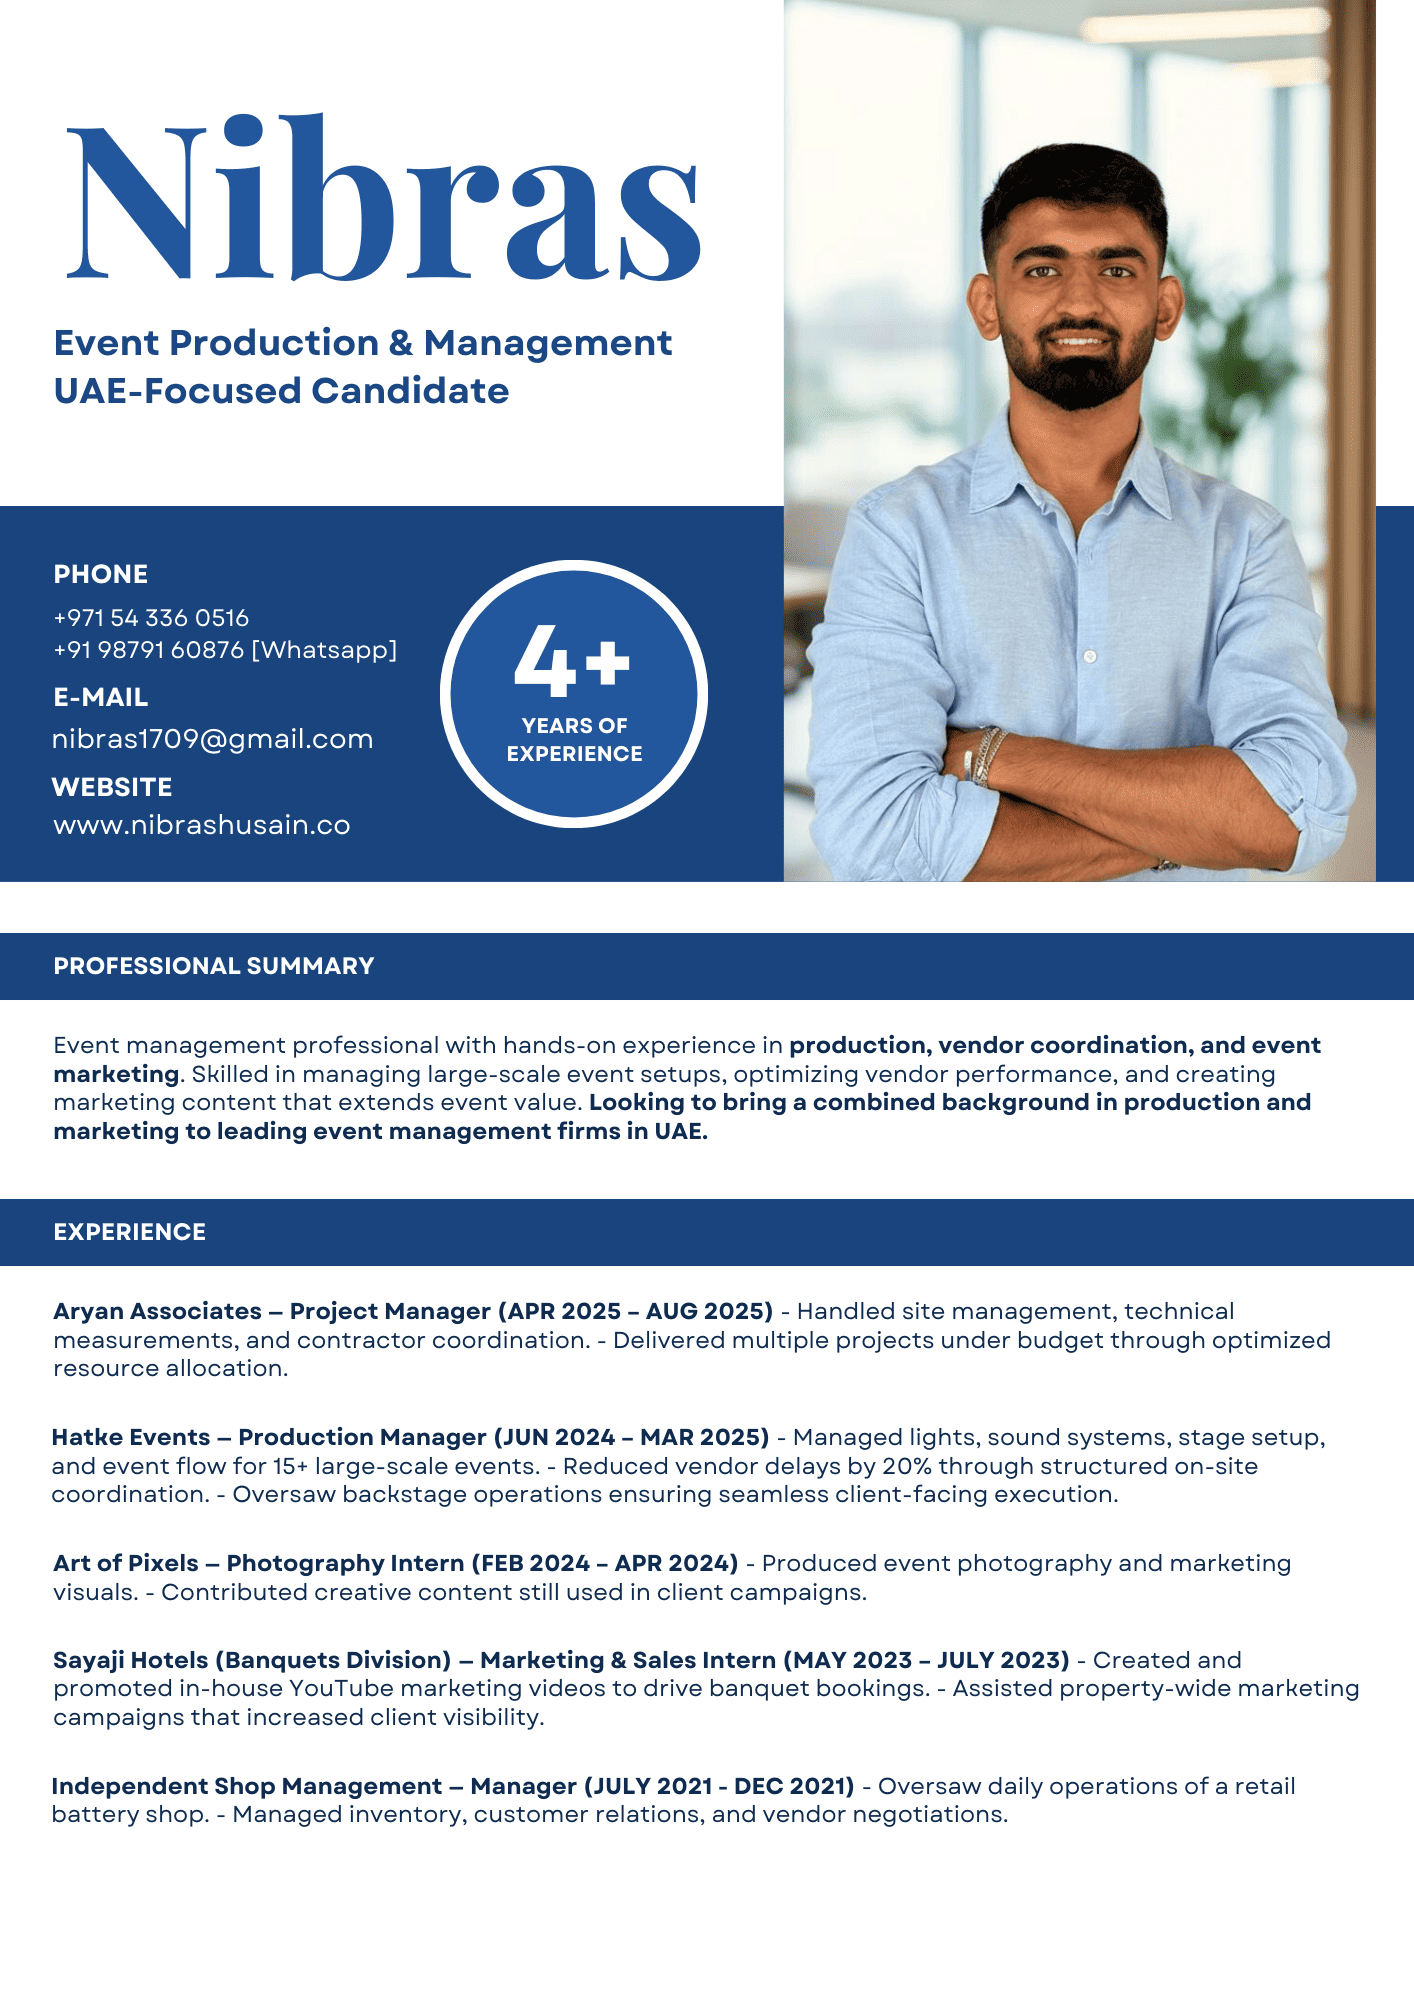 Nibras
Event Production & Management
UAE-Focused Candidate
PHONE
+971 54 336 0516
+91 98791 60876 [Whatsapp]
E-MAIL
nibras1709@gmail.com
WEBSITE
www.nibrashusain.co
4+
YEARS OF
EXPERIENCE
PROFESSIONAL SUMMARY
Event management professional with hands-on experience in production, vendor coordination, and event
marketing. Skilled in managing large-scale event setups, optimizing vendor performance, and creating
marketing content that extends event value. Looking to bring a combined background in production and
marketing to leading event management firms in UAE.
EXPERIENCE
Aryan Associates — Project Manager (APR 2025 – AUG 2025) - Handled site management, technical
measurements, and contractor coordination. - Delivered multiple projects under budget through optimized
resource allocation.
Hatke Events — Production Manager (JUN 2024 – MAR 2025) - Managed lights, sound systems, stage setup,
and event flow for 15+ large-scale events. - Reduced vendor delays by 20% through structured on-site
coordination. - Oversaw backstage operations ensuring seamless client-facing execution.
Art of Pixels — Photography Intern (FEB 2024 – APR 2024) - Produced event photography and marketing
visuals. - Contributed creative content still used in client campaigns.
Sayaji Hotels (Banquets Division) — Marketing & Sales Intern (MAY 2023 – JULY 2023) - Created and
promoted in-house YouTube marketing videos to drive banquet bookings. - Assisted property-wide marketing
campaigns that increased client visibility.
Independent Shop Management — Manager (JULY 2021 - DEC 2021) - Oversaw daily operations of a retail
battery shop. - Managed inventory, customer relations, and vendor negotiations.